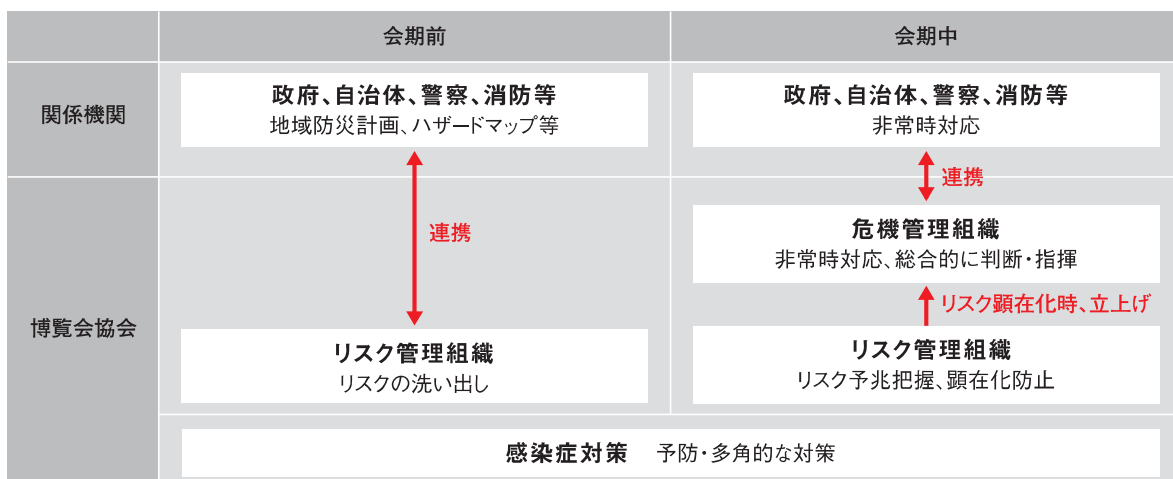 会期前
会期中
関係機関
政府、自治体、警察、消防等
地域防災計画、ハザードマップ等
政府、自治体、警察、消防等
非常時対応
連携
連携
博覧会協会
危機管理組織
非常時対応、総合的に判断・指揮
リスク顕在化時、立上げ
リスク管理組織
リスクの洗い出し
リスク管理組織
リスク予兆把握、顕在化防止
感染症対策 予防・多角的な対策